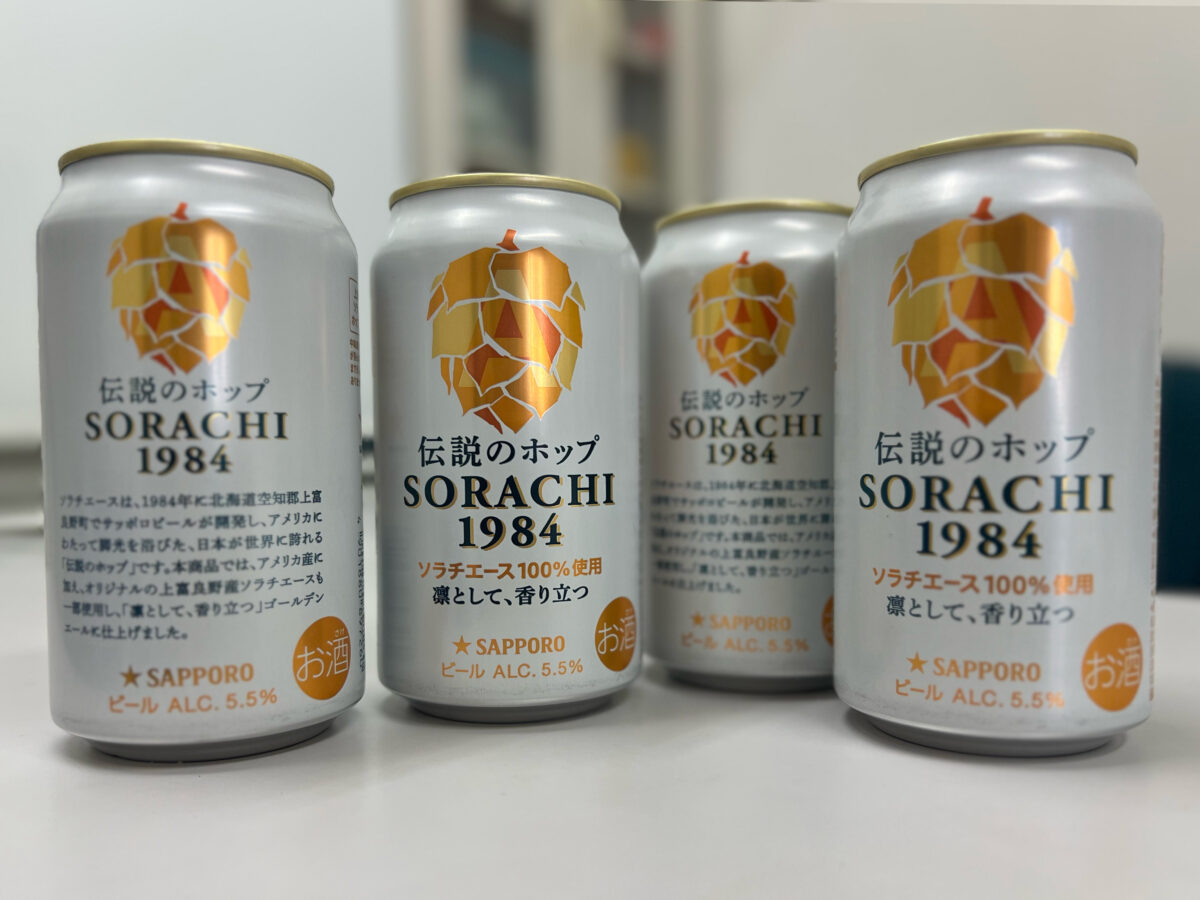 伝説のホップ
SORACHI
1984
ソラチエースは、1984年に北海道空知郡上富
良野町でサッポロビールが開発し、アメリカに
わたって脚光を浴びた、日本が世界に誇れる
「伝説のホップ」です。本商品では、アメリカ産に
加え、オリジナルの上富良野産ソラチエースも
一部使用し、「凛として、香り立つ」ゴールデン
エールに仕上げました。
★SAPPORO
ビール ALC. 5.5%
お酒
伝説のホップ
SORACHI
1984
ソラチエース100%使用
凛として、香り立つ
★SAPPORO
ビール ALC. 5.5%
お酒
伝説のホップ
SORACHI
1984
★SAPPORO
ビール ALC. 5.5%
伝説のホップ
SORACHI
1984
ソラチエース100%使用
凛として、香り立つ
★SAPPORO
ビール ALC. 5.5%
お酒